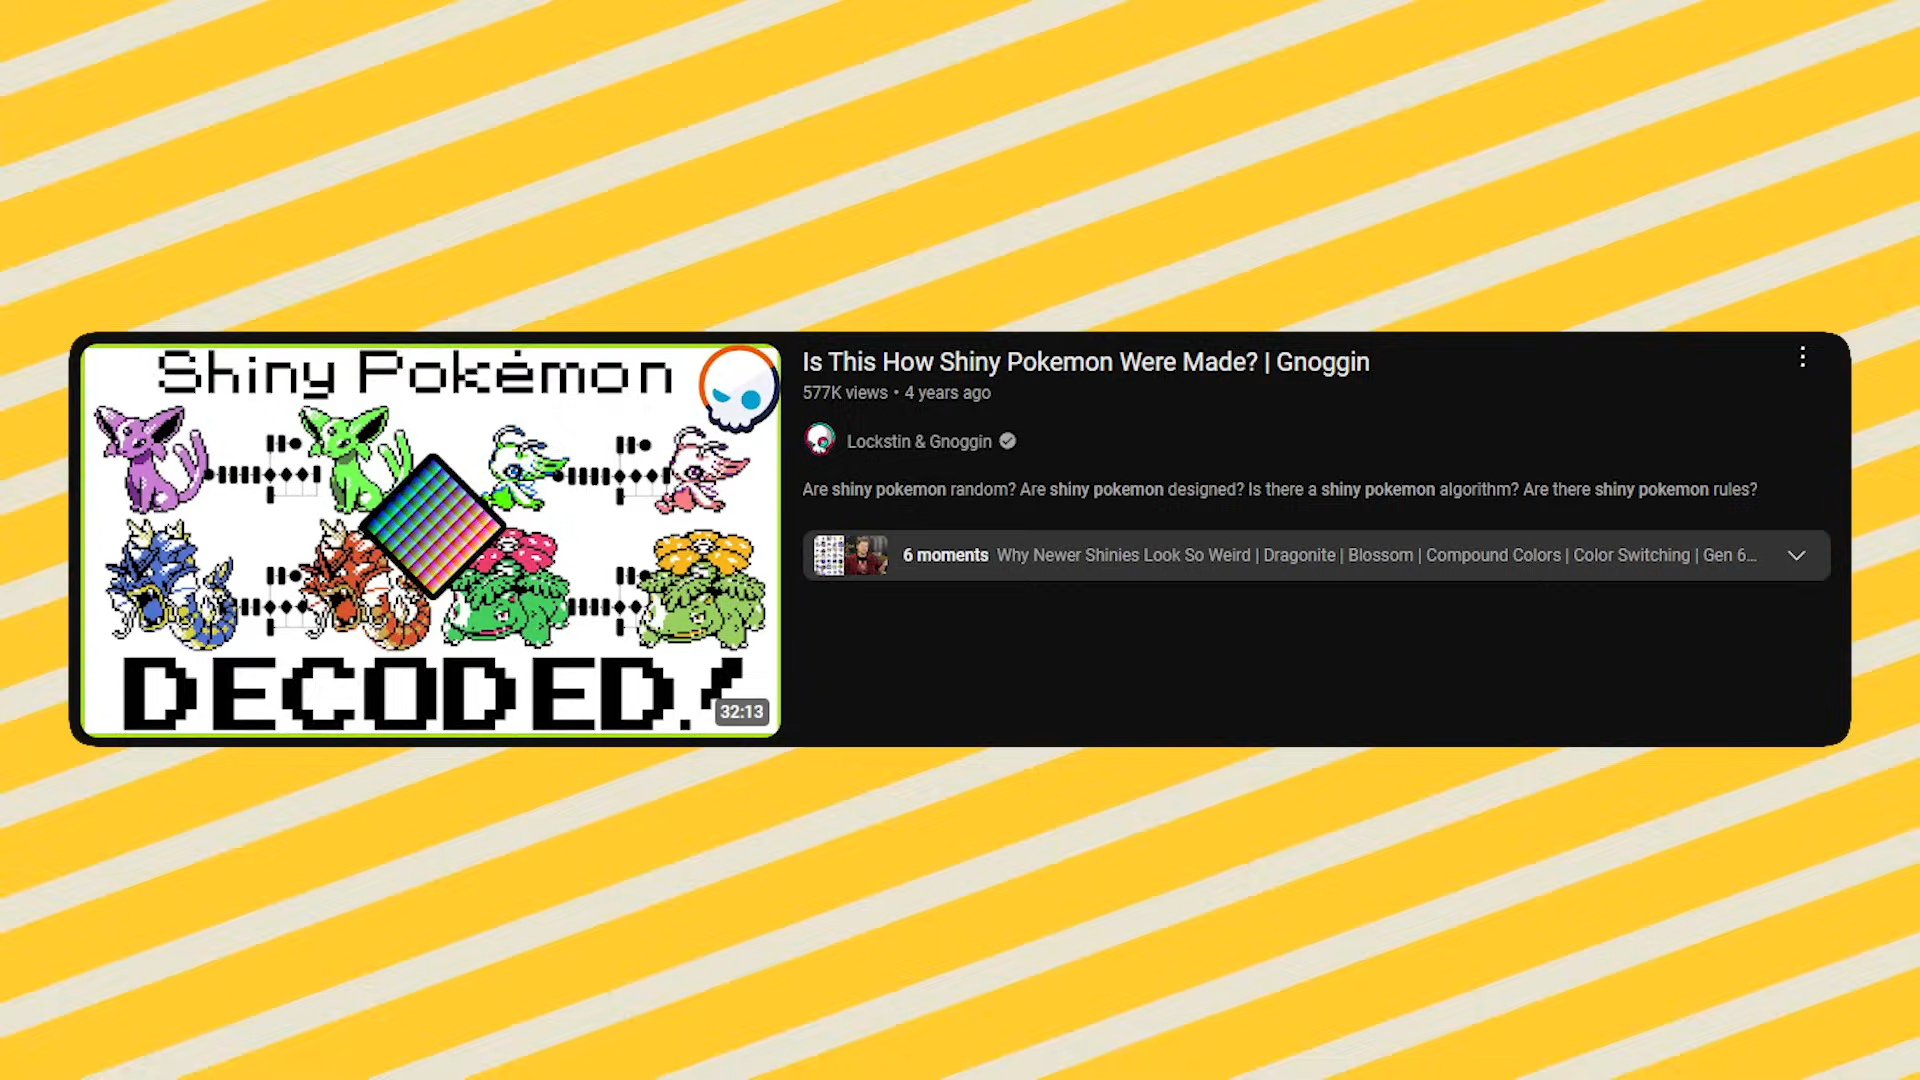 Shiny Pokémon
DECODED!
32:13
Is This How Shiny Pokemon Were Made? | Gnoggin
577K views • 4 years ago
Lockstin & Gnoggin
Are shiny pokemon random? Are shiny pokemon designed? Is there a shiny pokemon algorithm? Are there shiny pokemon rules?
6 moments Why Newer Shinies Look So Weird | Dragonite | Blossom | Compound Colors | Color Switching | Gen 6...